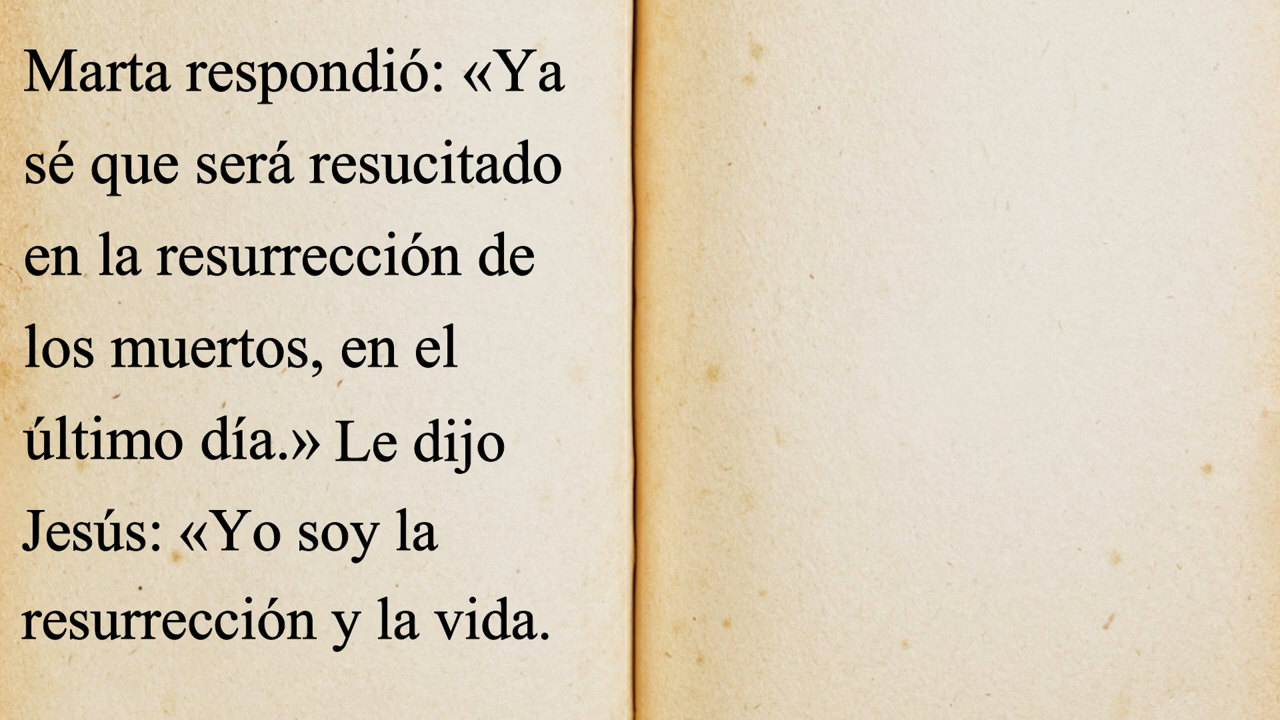 Marta respondió: «Ya
sé que será resucitado
en la resurrección de
los muertos, en el
último día.» Le dijo
Jesús: «Yo soy la
resurrección y la vida.